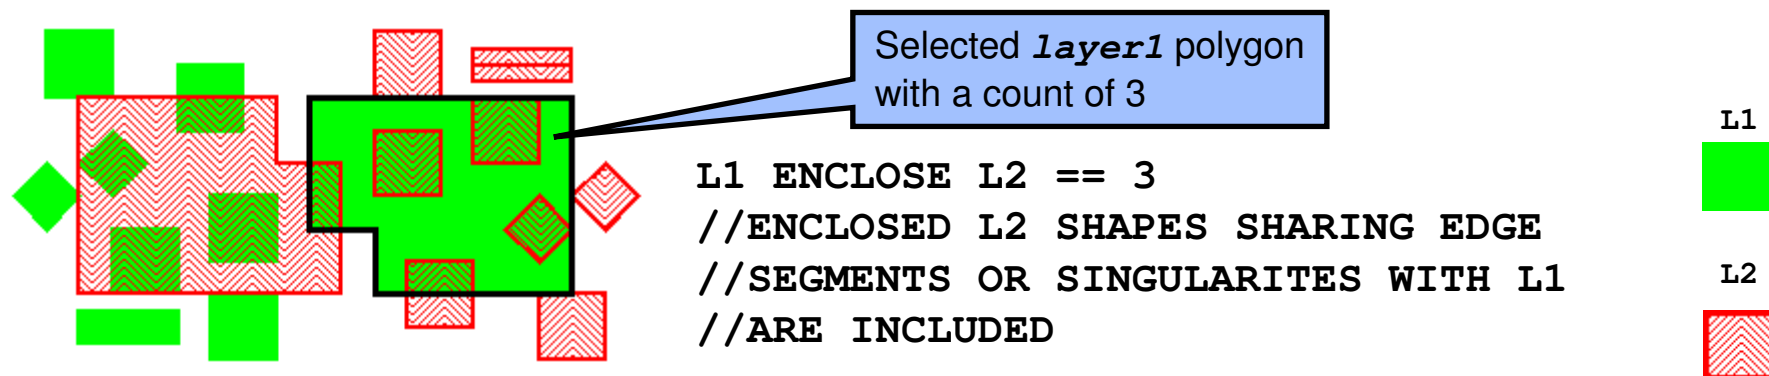 Selected layer1 polygon
with a count of 3
L1 ENCLOSE L2 == 3
//ENCLOSED L2 SHAPES SHARING EDGE
//SEGMENTS OR SINGULARITES WITH L1
//ARE INCLUDED
L1
L2